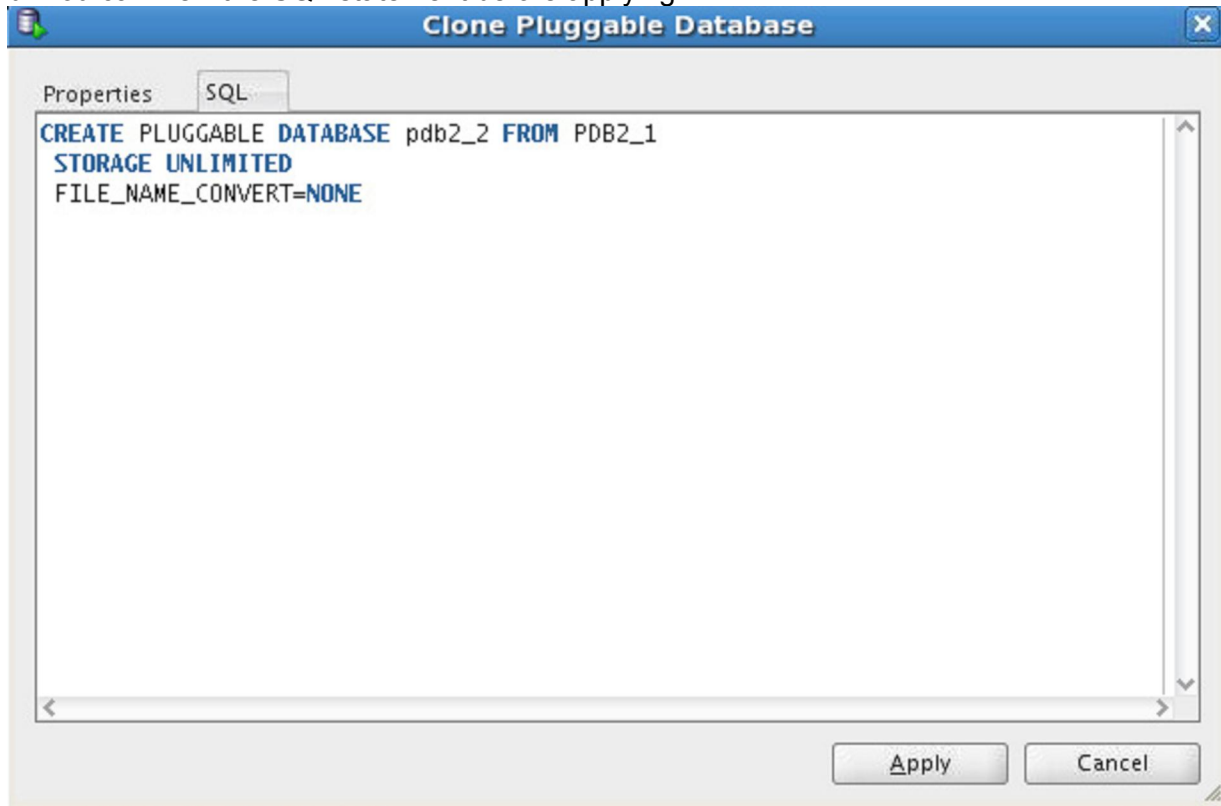 Clone Pluggable Database
Properties SQL
CREATE PLUGGABLE DATABASE pdb2_2 FROM PDB2_1
STORAGE UNLIMITED
FILE_NAME_CONVERT=NONE
Apply Cancel